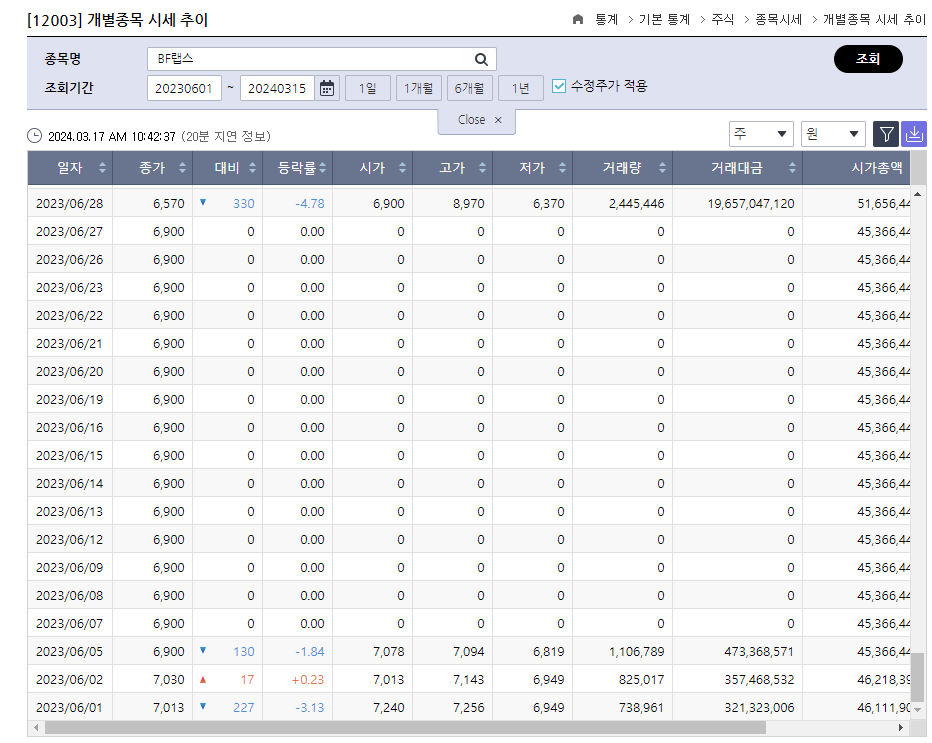 [12003] 개별종목 시세 추이
통계 > 기본 통계 > 주식 > 종목시세 > 개별종목 시세 추이
종목명 BF랩스 조회
조회기간 20230601 ~ 20240315 1일 1개월 6개월 1년 수정주가 적용
Close ×
2024.03.17 AM 10:42:37 (20분 지연 정보) 주 원
일자 종가 대비 등락률 시가 고가 저가 거래량 거래대금 시가총액
2023/06/28 6,570 ▼ 330 -4.78 6,900 8,970 6,370 2,445,446 19,657,047,120 51,656,44
2023/06/27 6,900 0 0.00 0 0 0 0 0 45,366,44
2023/06/26 6,900 0 0.00 0 0 0 0 0 45,366,44
2023/06/23 6,900 0 0.00 0 0 0 0 0 45,366,44
2023/06/22 6,900 0 0.00 0 0 0 0 0 45,366,44
2023/06/21 6,900 0 0.00 0 0 0 0 0 45,366,44
2023/06/20 6,900 0 0.00 0 0 0 0 0 45,366,44
2023/06/19 6,900 0 0.00 0 0 0 0 0 45,366,44
2023/06/16 6,900 0 0.00 0 0 0 0 0 45,366,44
2023/06/15 6,900 0 0.00 0 0 0 0 0 45,366,44
2023/06/14 6,900 0 0.00 0 0 0 0 0 45,366,44
2023/06/13 6,900 0 0.00 0 0 0 0 0 45,366,44
2023/06/12 6,900 0 0.00 0 0 0 0 0 45,366,44
2023/06/09 6,900 0 0.00 0 0 0 0 0 45,366,44
2023/06/08 6,900 0 0.00 0 0 0 0 0 45,366,44
2023/06/07 6,900 0 0.00 0 0 0 0 0 45,366,44
2023/06/05 6,900 ▼ 130 -1.84 7,078 7,094 6,819 1,106,789 473,368,571 45,366,44
2023/06/02 7,030 ▲ 17 +0.23 7,013 7,143 6,949 825,017 357,468,532 46,218,39
2023/06/01 7,013 ▼ 227 -3.13 7,240 7,256 6,949 738,961 321,323,006 46,111,90